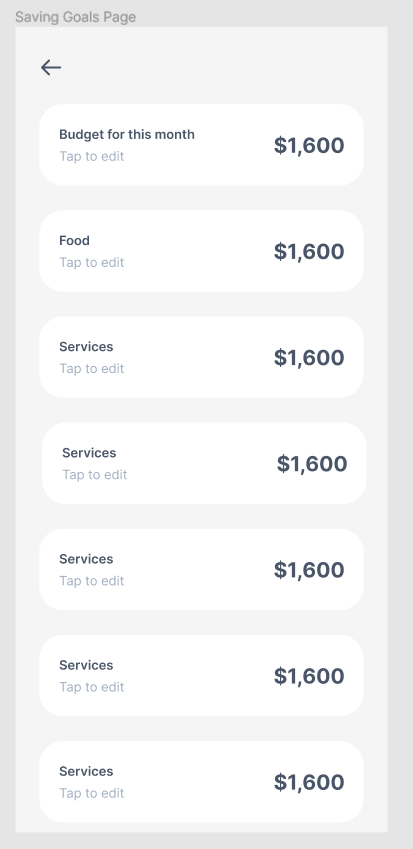 Saving Goals Page
Budget for this month
Tap to edit
$1,600
Food
Tap to edit
$1,600
Services
Tap to edit
$1,600
Services
Tap to edit
$1,600
Services
Tap to edit
$1,600
Services
Tap to edit
$1,600
Services
Tap to edit
$1,600